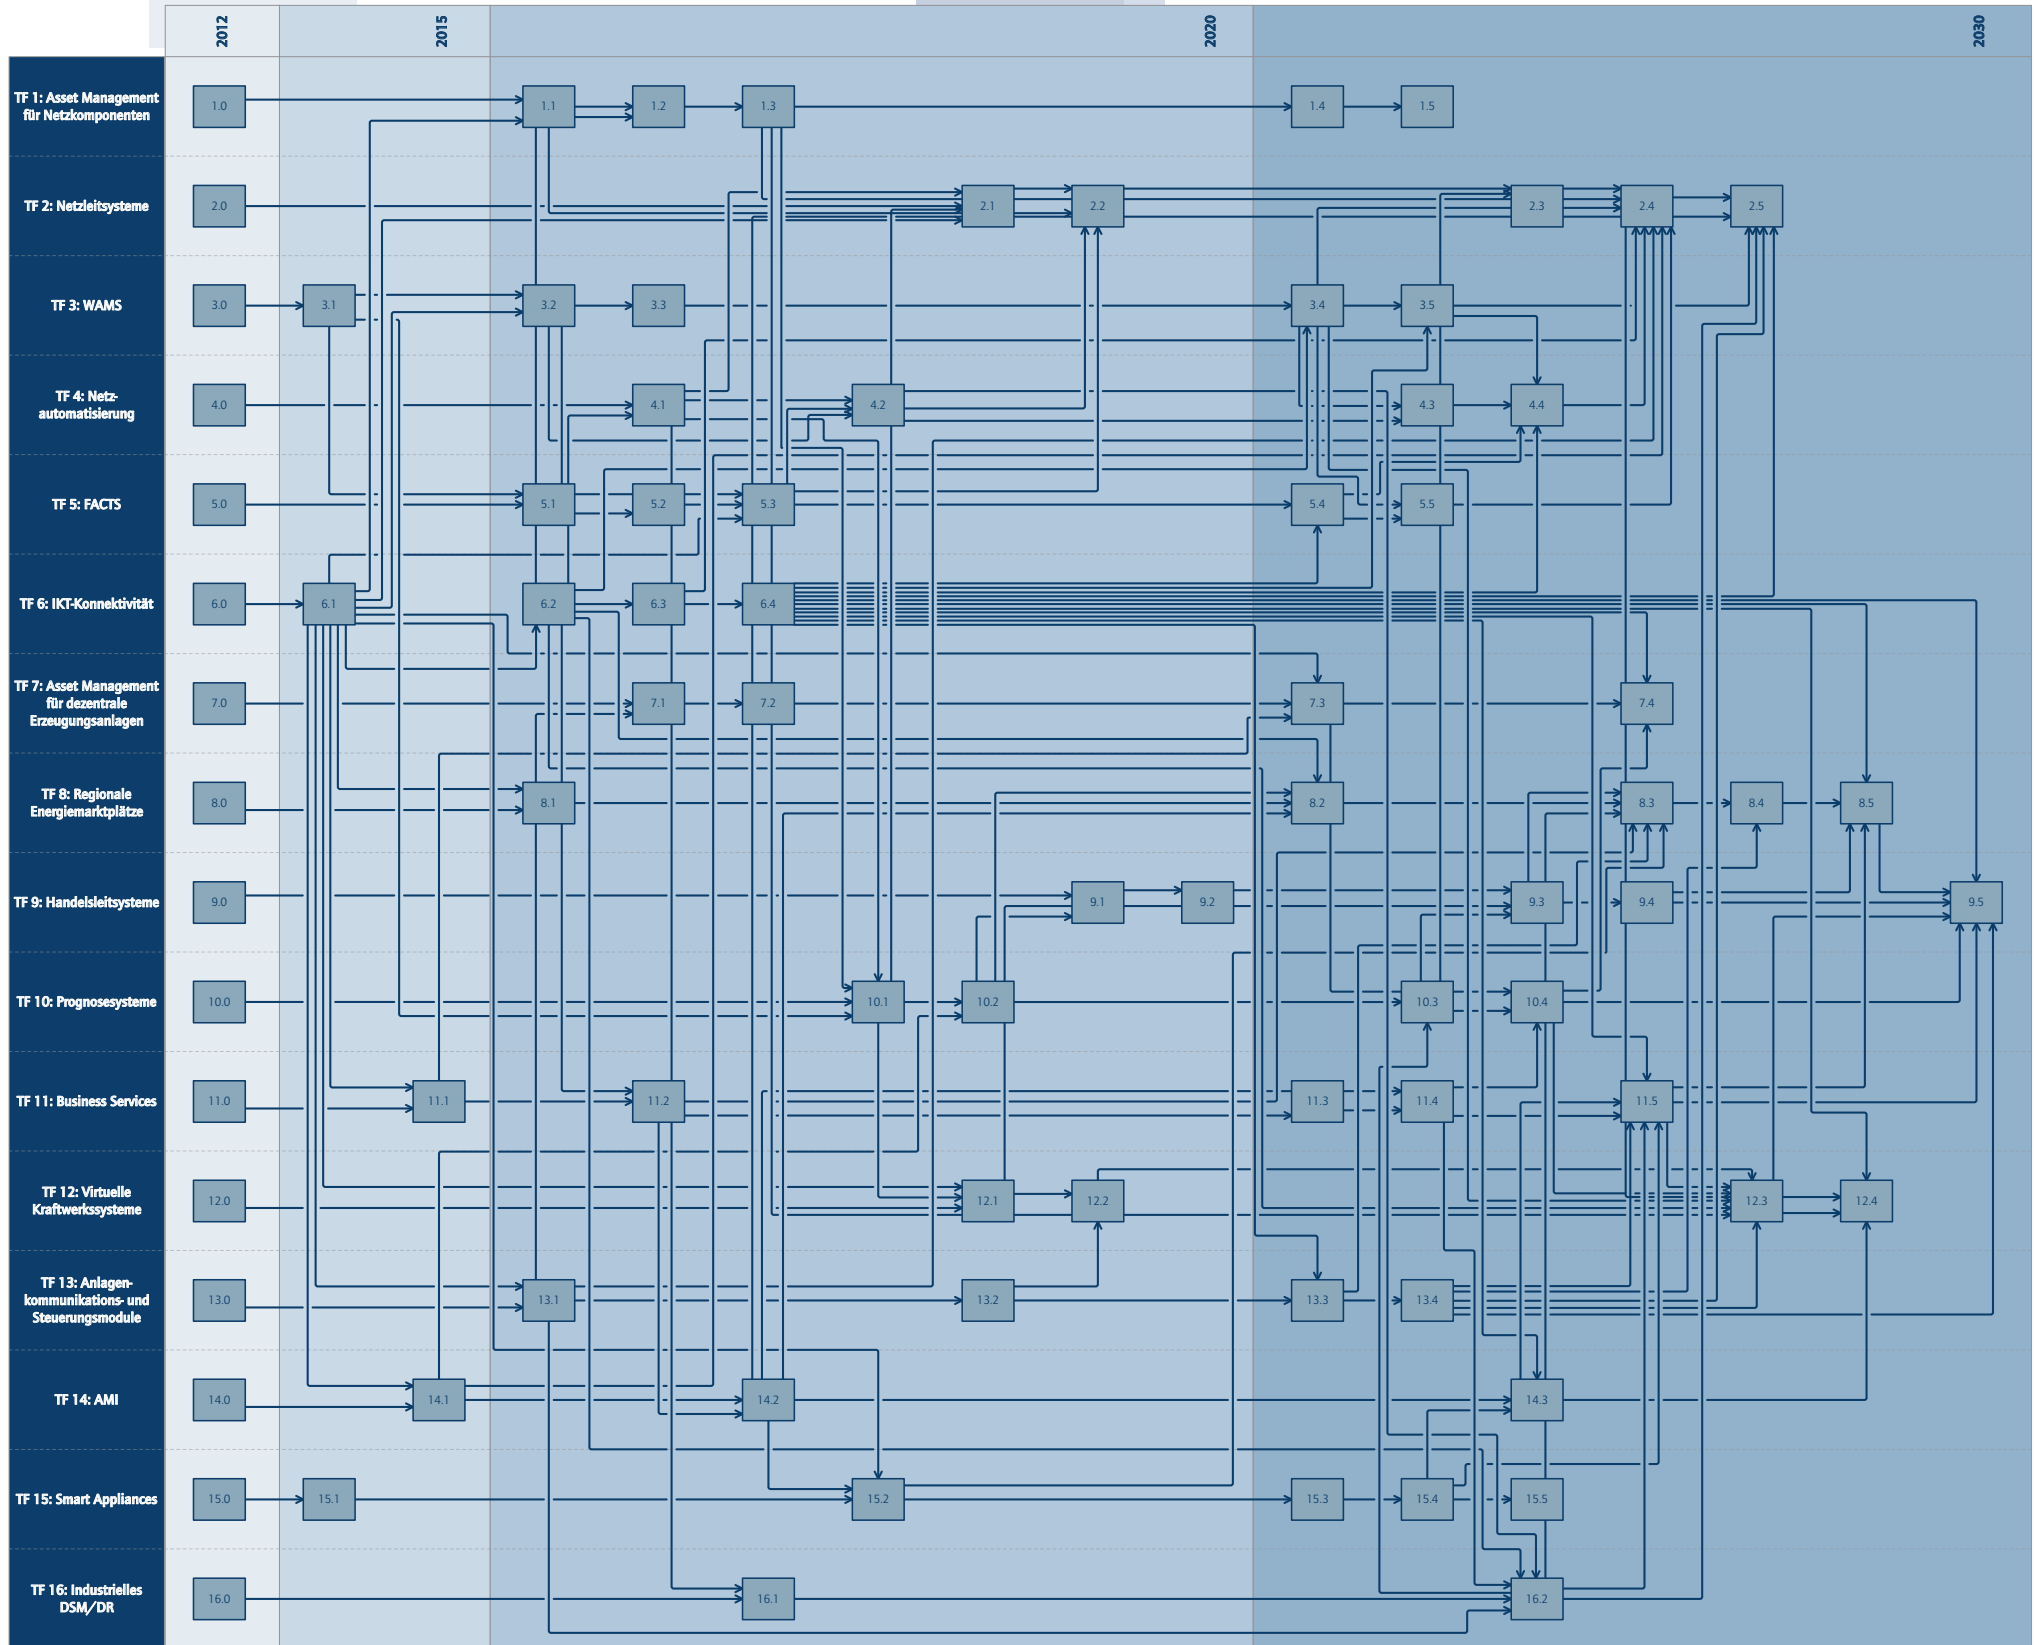 2012 2015 2020 2030
TF 1: Asset Management
für Netzkomponenten
1.0 1.1 1.2 1.3 1.4 1.5
TF 2: Netzleitsysteme
2.0 2.1 2.2 2.3 2.4 2.5
TF 3: WAMS
3.0 3.1 3.2 3.3 3.4 3.5
TF 4: Netz-
automatisierung
4.0 4.1 4.2 4.3 4.4
TF 5: FACTS
5.0 5.1 5.2 5.3 5.4 5.5
TF 6: IKT-Konnektivität
6.0 6.1 6.2 6.3 6.4
TF 7: Asset Management
für dezentrale
Erzeugungsanlagen
7.0 7.1 7.2 7.3 7.4
TF 8: Regionale
Energiemarktplätze
8.0 8.1 8.2 8.3 8.4 8.5
TF 9: Handelsleitsysteme
9.0 9.1 9.2 9.3 9.4 9.5
TF 10: Prognosesysteme
10.0 10.1 10.2 10.3 10.4
TF 11: Business Services
11.0 11.1 11.2 11.3 11.4 11.5
TF 12: Virtuelle
Kraftwerkssysteme
12.0 12.1 12.2 12.3 12.4
TF 13: Anlagen-
kommunikations- und
Steuerungsmodule
13.0 13.1 13.2 13.3 13.4
TF 14: AMI
14.0 14.1 14.2 14.3
TF 15: Smart Appliances
15.0 15.1 15.2 15.3 15.4 15.5
TF 16: Industrielles
DSM/DR
16.0 16.1 16.2